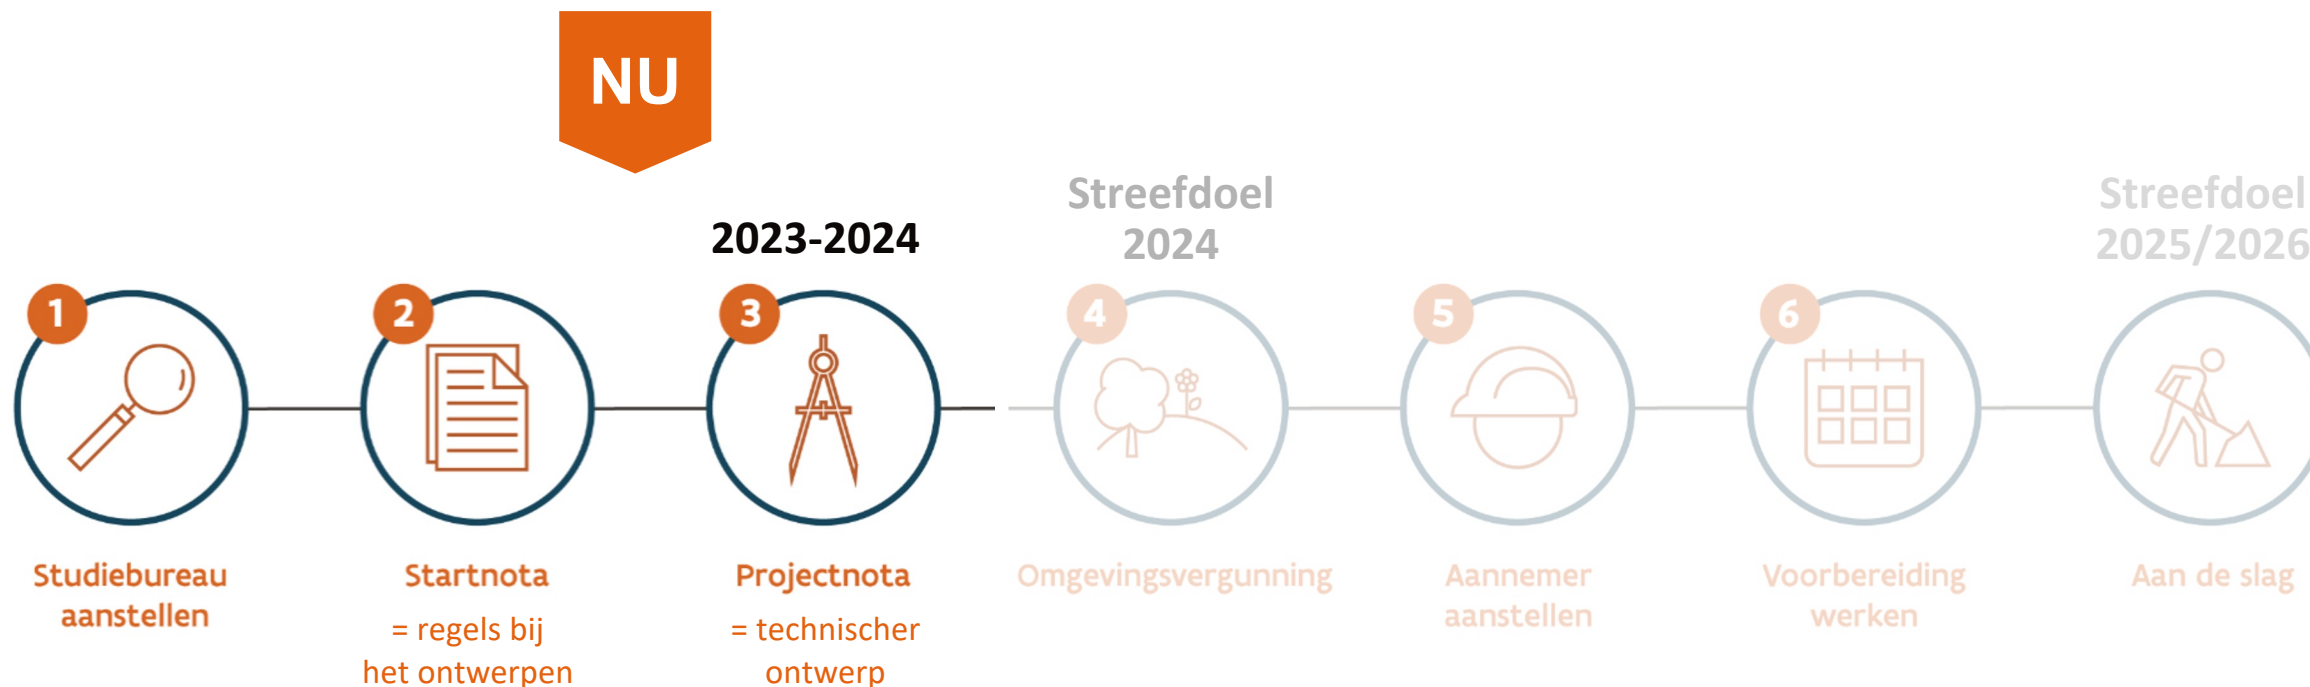 NU
2023-2024
Streefdoel
2024
Streefdoel
2025/2026
1
2
3
4
5
6
Studiebureau
aanstellen
Startnota
= regels bij
het ontwerpen
Projectnota
= technischer
ontwerp
Omgevingsvergunning
Aannemer
aanstellen
Voorbereiding
werken
Aan de slag